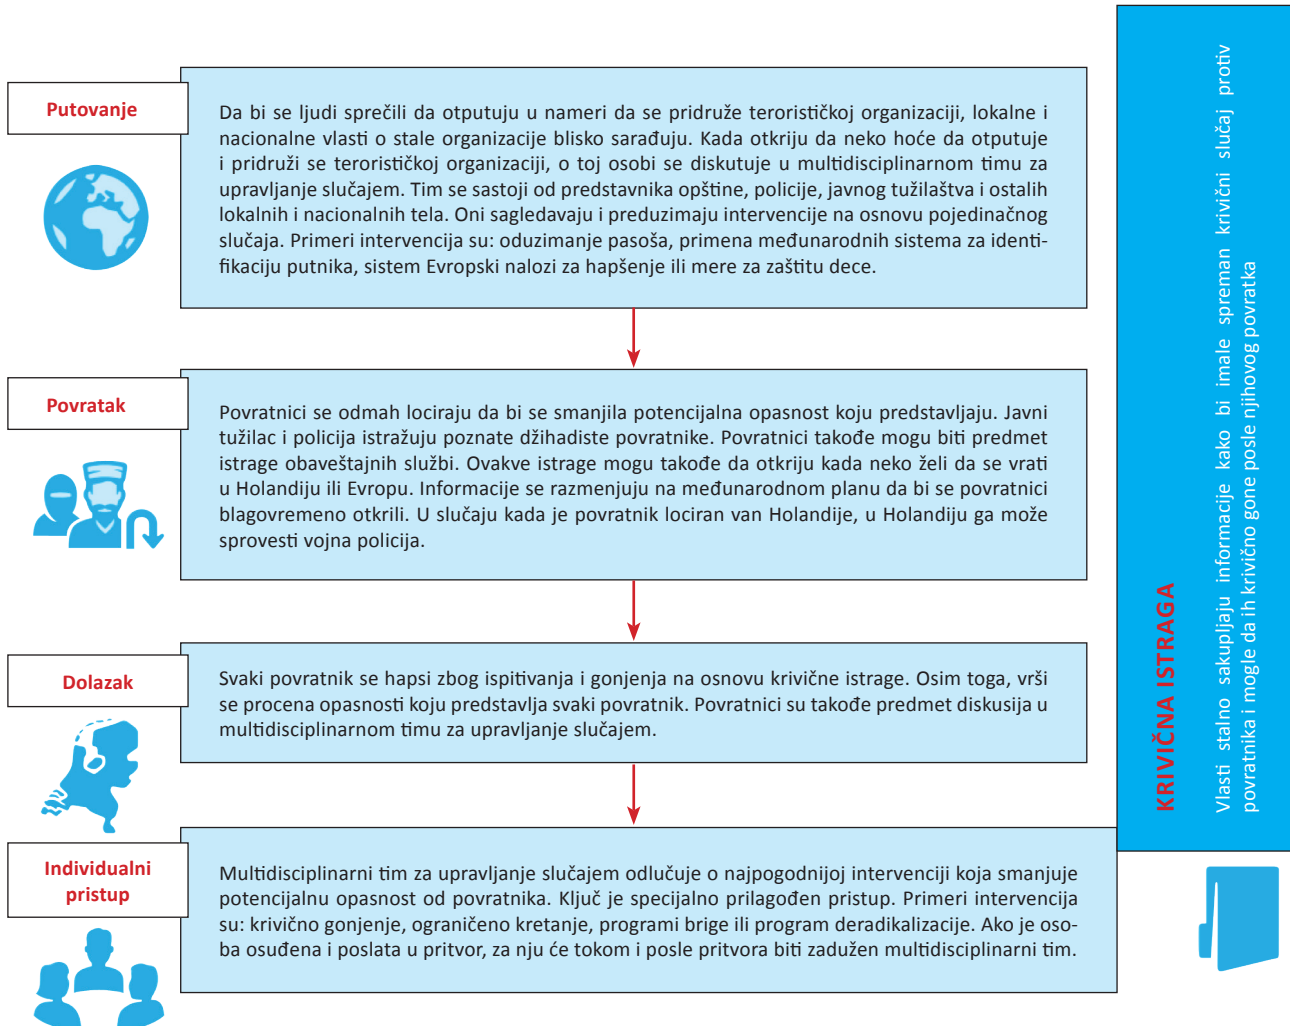 Putovanje
Da bi se ljudi sprečili da otputuju u nameri da se pridruže terorističkoj organizaciji, lokalne i
nacionalne vlasti o stale organizacije blisko sarađuju. Kada otkriju da neko hoće da otputuje
i pridruži se terorističkoj organizaciji, o toj osobi se diskutuje u multidisciplinarnom timu za
upravljanje slučajem. Tim se sastoji od predstavnika opštine, policije, javnog tužilaštva i ostalih
lokalnih i nacionalnih tela. Oni sagledavaju i preduzimaju intervencije na osnovu pojedinačnog
slučaja. Primeri intervencija su: oduzimanje pasoša, primena međunarodnih sistema za identi-
fikaciju putnika, sistem Evropski nalozi za hapšenje ili mere za zaštitu dece.
Povratak
Povratnici se odmah lociraju da bi se smanjila potencijalna opasnost koju predstavljaju. Javni
tužilac i policija istražuju poznate džihadiste povratnike. Povratnici takođe mogu biti predmet
istrage obaveštajnih službi. Ovakve istrage mogu takođe da otkriju kada neko želi da se vrati
u Holandiju ili Evropu. Informacije se razmenjuju na međunarodnom planu da bi se povratnici
blagovremeno otkrili. U slučaju kada je povratnik lociran van Holandije, u Holandiju ga može
sprovesti vojna policija.
Dolazak
Svaki povratnik se hapsi zbog ispitivanja i gonjenja na osnovu krivične istrage. Osim toga, vrši
se procena opasnosti koju predstavlja svaki povratnik. Povratnici su takođe predmet diskusija u
multidisciplinarnom timu za upravljanje slučajem.
Individualni
pristup
Multidisciplinarni tim za upravljanje slučajem odlučuje o najpogodnijoj intervenciji koja smanjuje
potencijalnu opasnost od povratnika. Ključ je specijalno prilagođen pristup. Primeri intervencija
su: krivično gonjenje, ograničeno kretanje, programi brige ili program deradikalizacije. Ako je oso-
ba osuđena i poslata u pritvor, za nju će tokom i posle pritvora biti zadužen multidisciplinarni tim.
KRIVIČNA ISTRAGA
Vlasti stalno sakupljaju informacije kako bi imale spreman krivični slučaj protiv
povratnika i mogle da ih krivično gone posle njihovog povratka